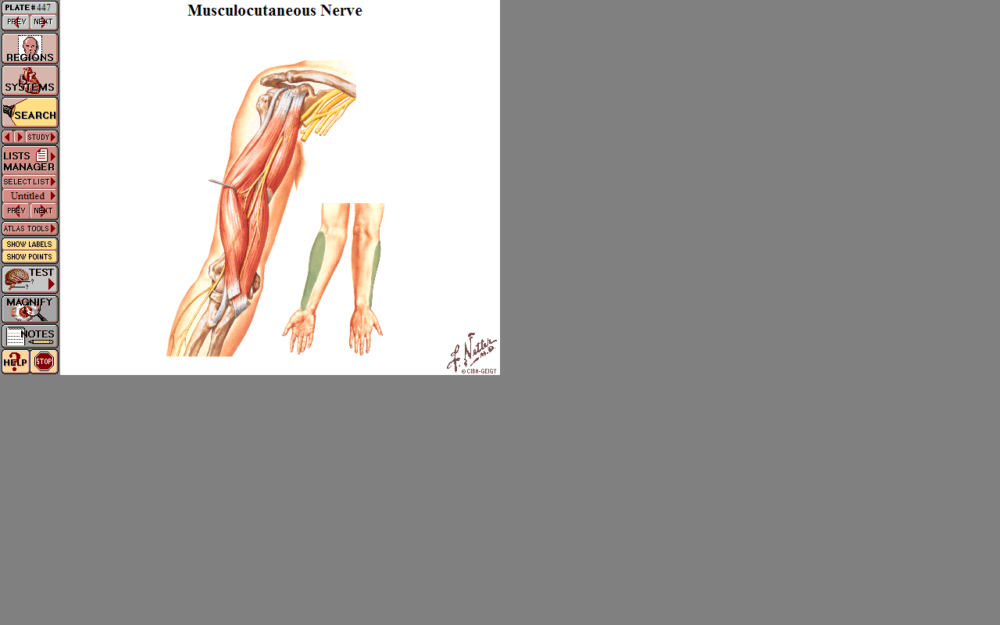 PLATE# 447
PREV NEXT
REGIONS
SYSTEMS
SEARCH
STUDY
LISTS
MANAGER
SELECT LIST
Untitled
PREV NEXT
ATLAS TOOLS
SHOW LABELS
SHOW POINTS
TEST
?
?
MAGNIFY
NOTES
HELP STOP
?
Musculocutaneous Nerve
F. Netter
M.D.
© CIBA-GEIGY